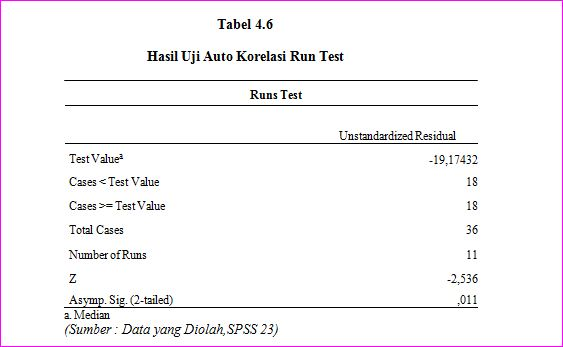 Tabel 4.6
Hasil Uji Auto Korelasi Run Test
Runs Test
Unstandardized Residual
Test Valueª -19,17432
Cases < Test Value 18
Cases >= Test Value 18
Total Cases 36
Number of Runs 11
Z -2,536
Asymp. Sig. (2-tailed) ,011
a. Median
(Sumber : Data yang Diolah,SPSS 23)